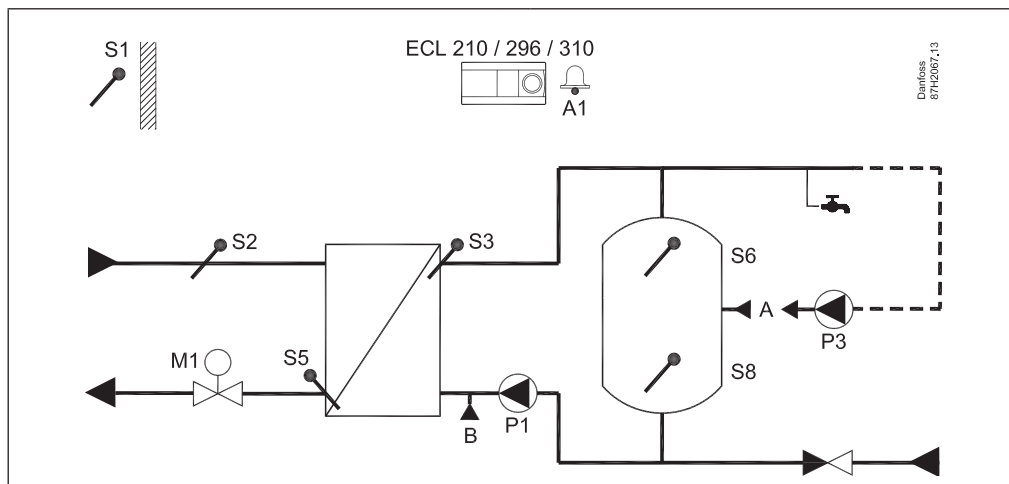 S1
ECL 210 / 296 / 310
A1
Danfoss
87H2067.13
S2
S3
S6
A
P3
M1
S5
S8
B
P1